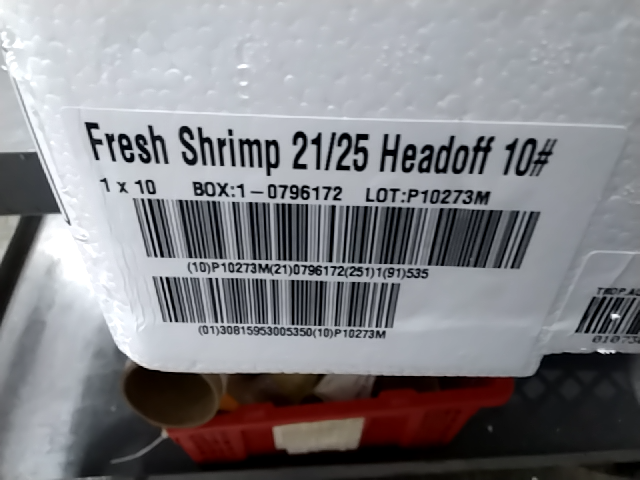 Fresh Shrimp 21/25 Headoff 10#
1 x 10 BOX:1-0796172 LOT:P10273M
(10)P10273M(21)0796172(251)1(91)535
(01)30815953005350(10)P10273M